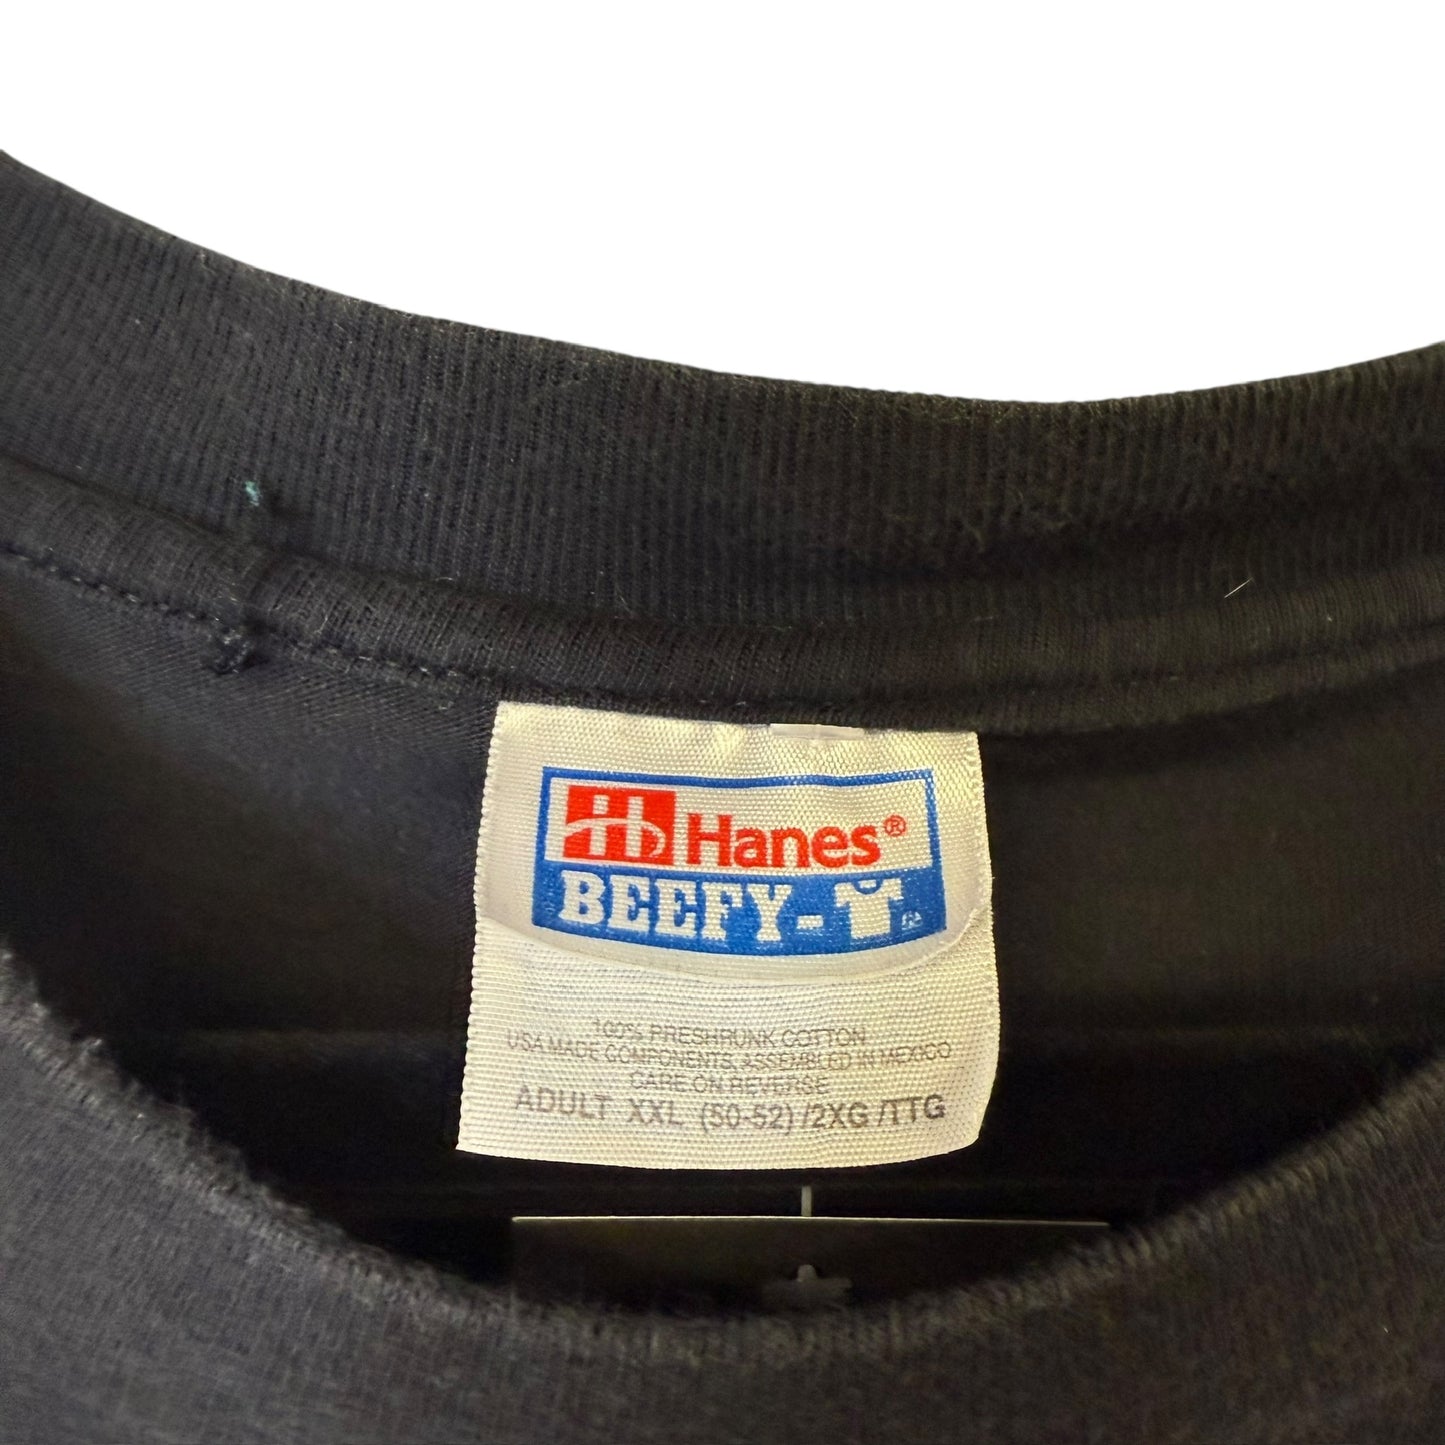 Hanes®
BEEFY-T
100% PRESHRUNK COTTON
USA MADE COMPONENTS, ASSEMBLED IN MEXICO
CARE ON REVERSE
ADULT XXL (50-52) /2XG /TTG